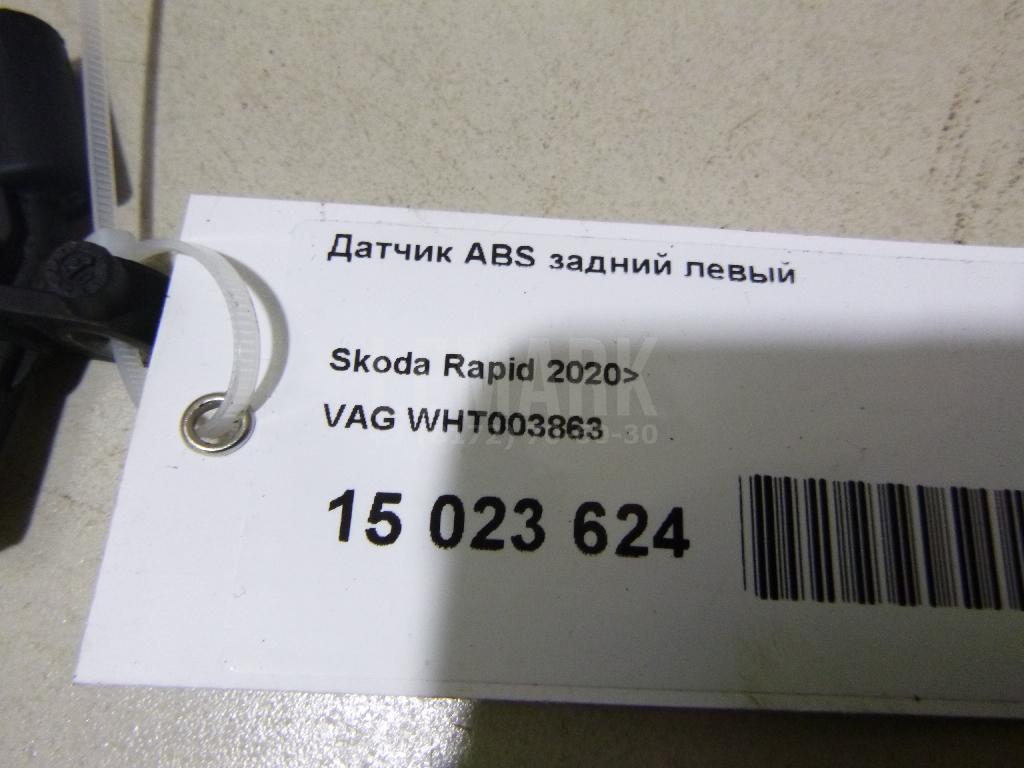 Датчик ABS задний левый
Skoda Rapid 2020>
VAG WHT003863
15 023 624